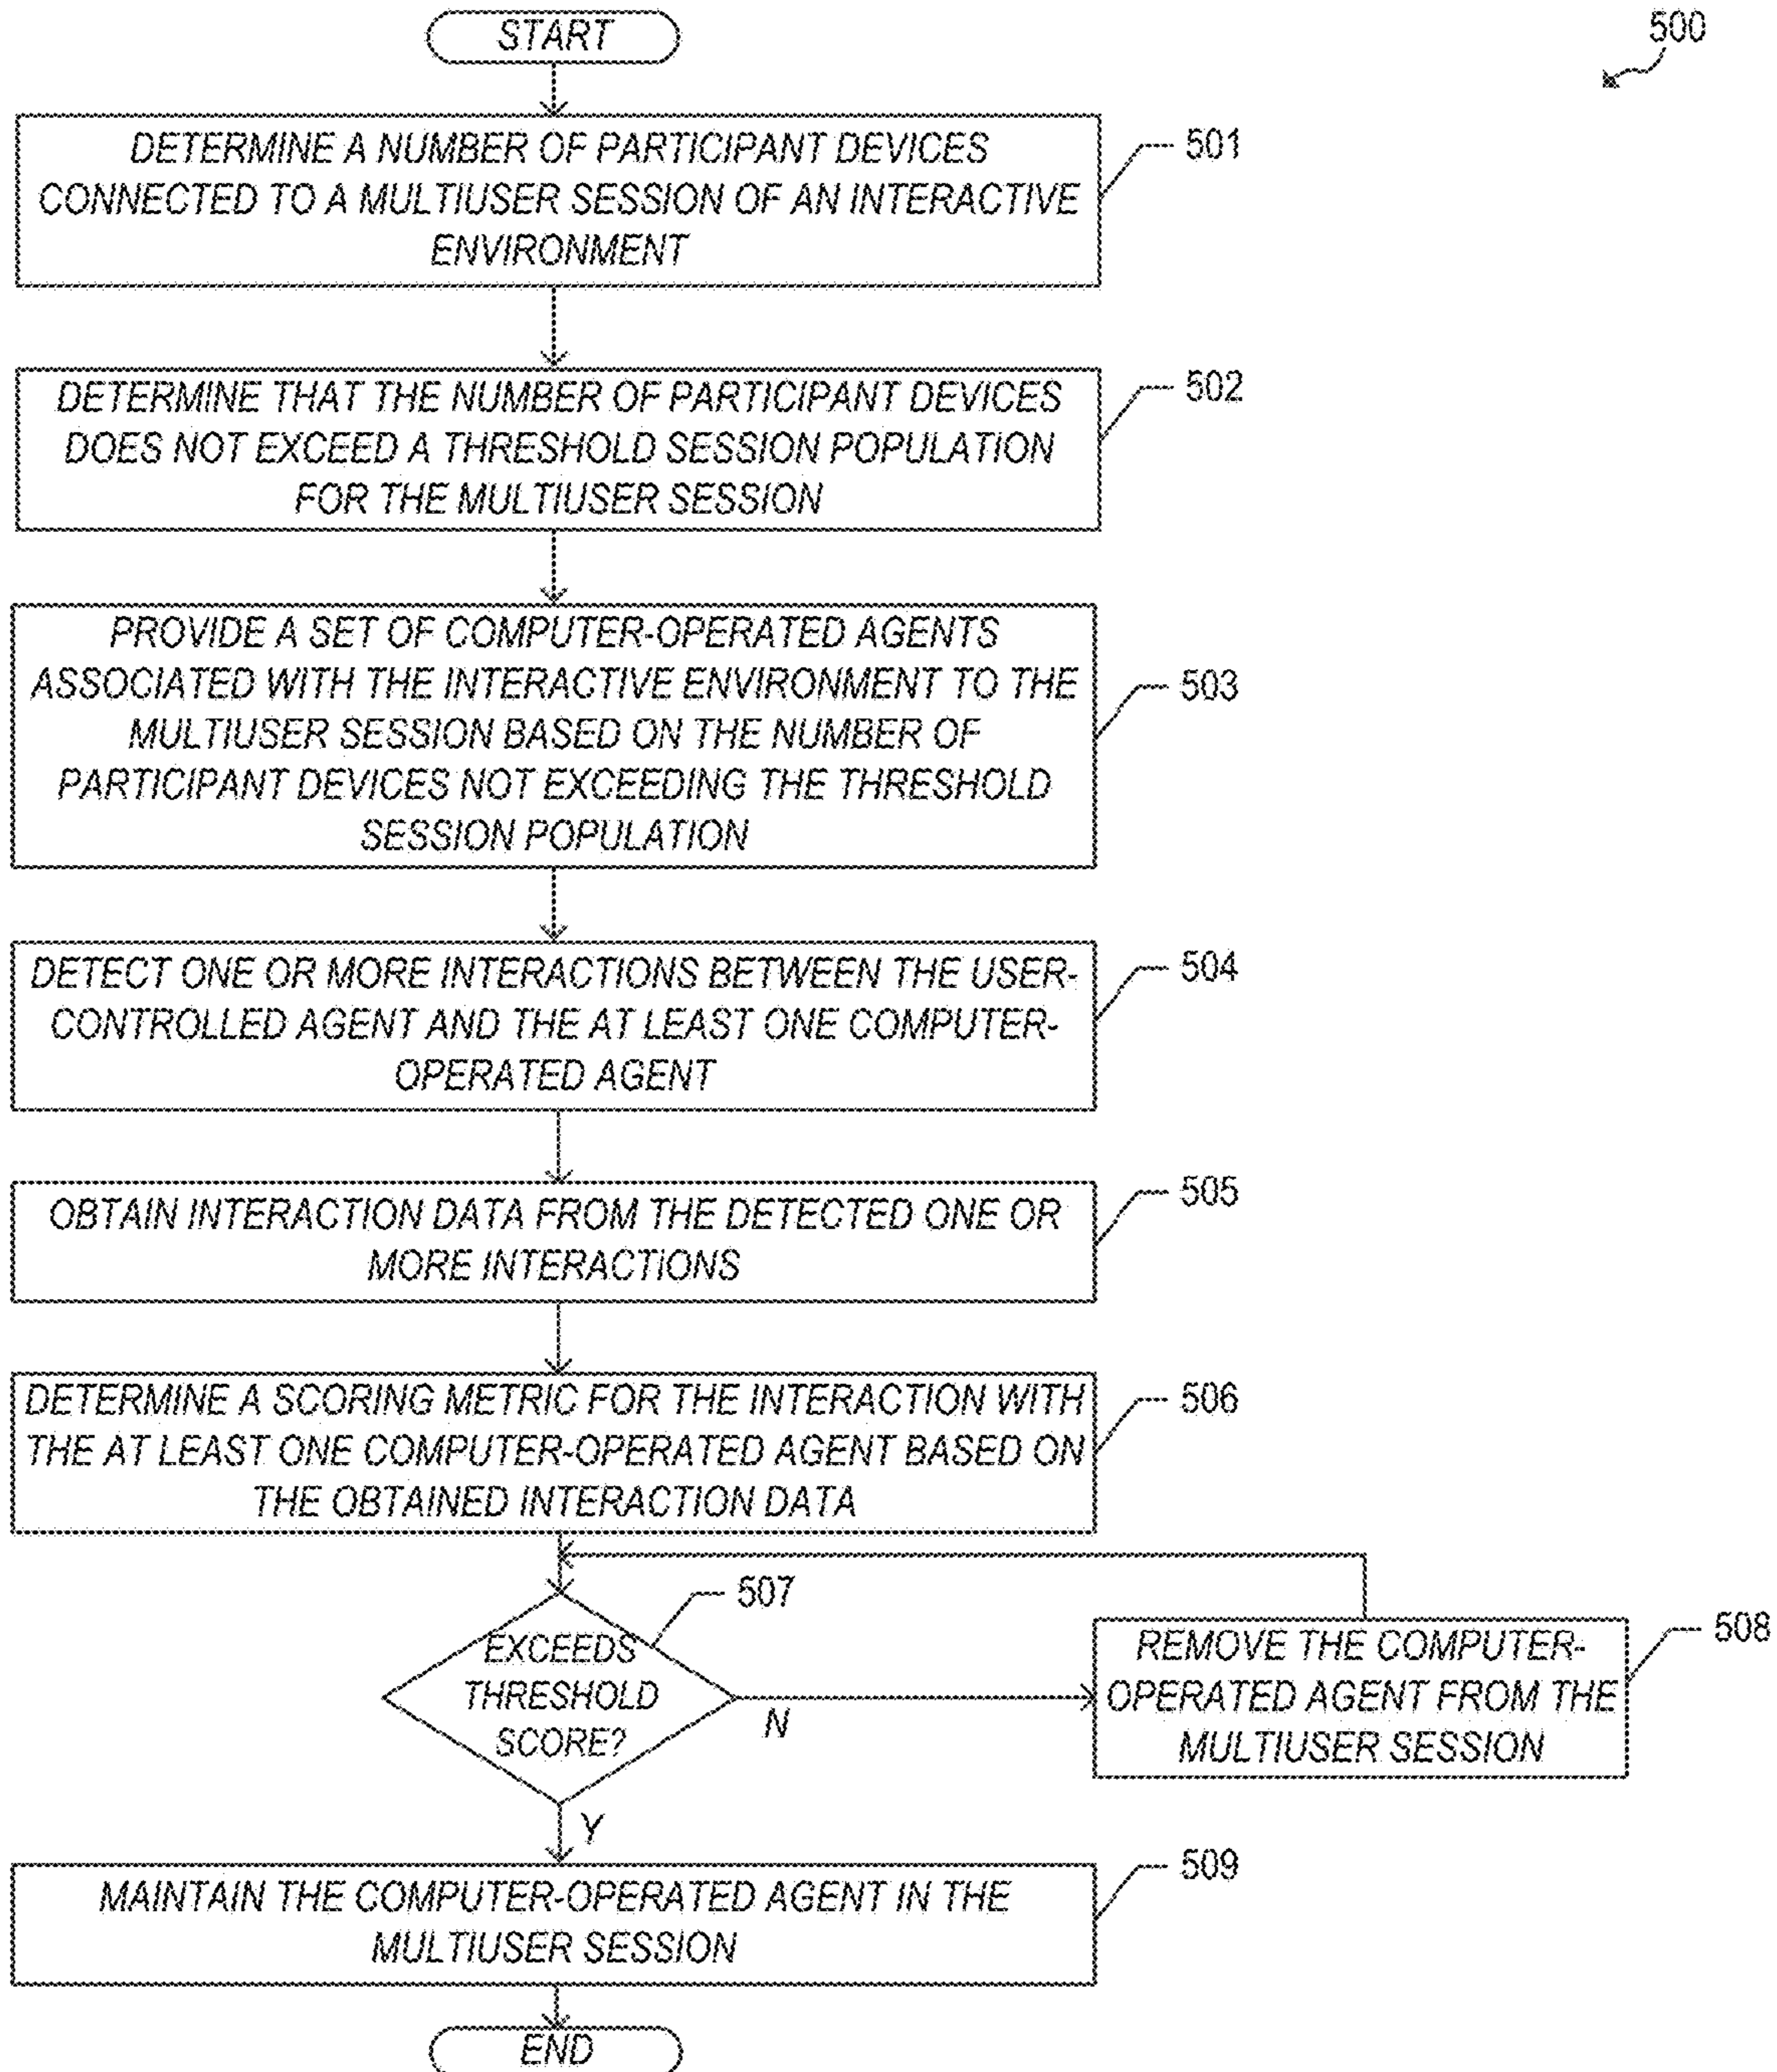 START
500
DETERMINE A NUMBER OF PARTICIPANT DEVICES
CONNECTED TO A MULTIUSER SESSION OF AN INTERACTIVE
ENVIRONMENT
501
DETERMINE THAT THE NUMBER OF PARTICIPANT DEVICES
DOES NOT EXCEED A THRESHOLD SESSION POPULATION
FOR THE MULTIUSER SESSION
502
PROVIDE A SET OF COMPUTER-OPERATED AGENTS
ASSOCIATED WITH THE INTERACTIVE ENVIRONMENT TO THE
MULTIUSER SESSION BASED ON THE NUMBER OF
PARTICIPANT DEVICES NOT EXCEEDING THE THRESHOLD
SESSION POPULATION
503
DETECT ONE OR MORE INTERACTIONS BETWEEN THE USER-
CONTROLLED AGENT AND THE AT LEAST ONE COMPUTER-
OPERATED AGENT
504
OBTAIN INTERACTION DATA FROM THE DETECTED ONE OR
MORE INTERACTIONS
505
DETERMINE A SCORING METRIC FOR THE INTERACTION WITH
THE AT LEAST ONE COMPUTER-OPERATED AGENT BASED ON
THE OBTAINED INTERACTION DATA
506
EXCEEDS
THRESHOLD
SCORE?
507
N
REMOVE THE COMPUTER-
OPERATED AGENT FROM THE
MULTIUSER SESSION
508
Y
MAINTAIN THE COMPUTER-OPERATED AGENT IN THE
MULTIUSER SESSION
509
END